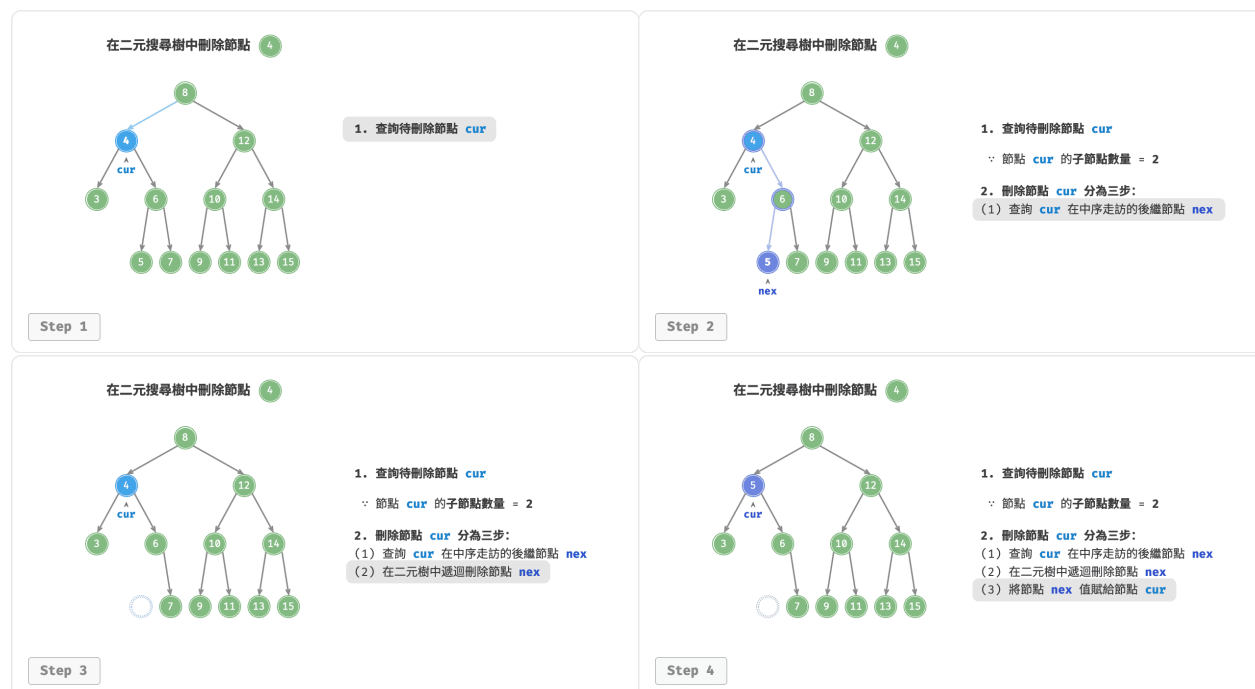 在二元搜尋樹中刪除節點 4
8
1. 查詢待刪除節點 cur
4 12
cur
3 6 10 14
5 7 9 11 13 15
Step 1
在二元搜尋樹中刪除節點 4
8
1. 查詢待刪除節點 cur
4 12
∵ 節點 cur 的子節點數量 = 2
cur
2. 刪除節點 cur 分為三步：
3 6 10 14
(1) 查詢 cur 在中序走訪的後繼節點 nex
5 7 9 11 13 15
nex
Step 2
在二元搜尋樹中刪除節點 4
8
1. 查詢待刪除節點 cur
4 12
∵ 節點 cur 的子節點數量 = 2
cur
2. 刪除節點 cur 分為三步：
3 6 10 14
(1) 查詢 cur 在中序走訪的後繼節點 nex
(2) 在二元樹中遞迴刪除節點 nex
7 9 11 13 15
Step 3
在二元搜尋樹中刪除節點 4
8
1. 查詢待刪除節點 cur
5 12
∵ 節點 cur 的子節點數量 = 2
cur
2. 刪除節點 cur 分為三步：
3 6 10 14
(1) 查詢 cur 在中序走訪的後繼節點 nex
(2) 在二元樹中遞迴刪除節點 nex
(3) 將節點 nex 值賦給節點 cur
7 9 11 13 15
Step 4